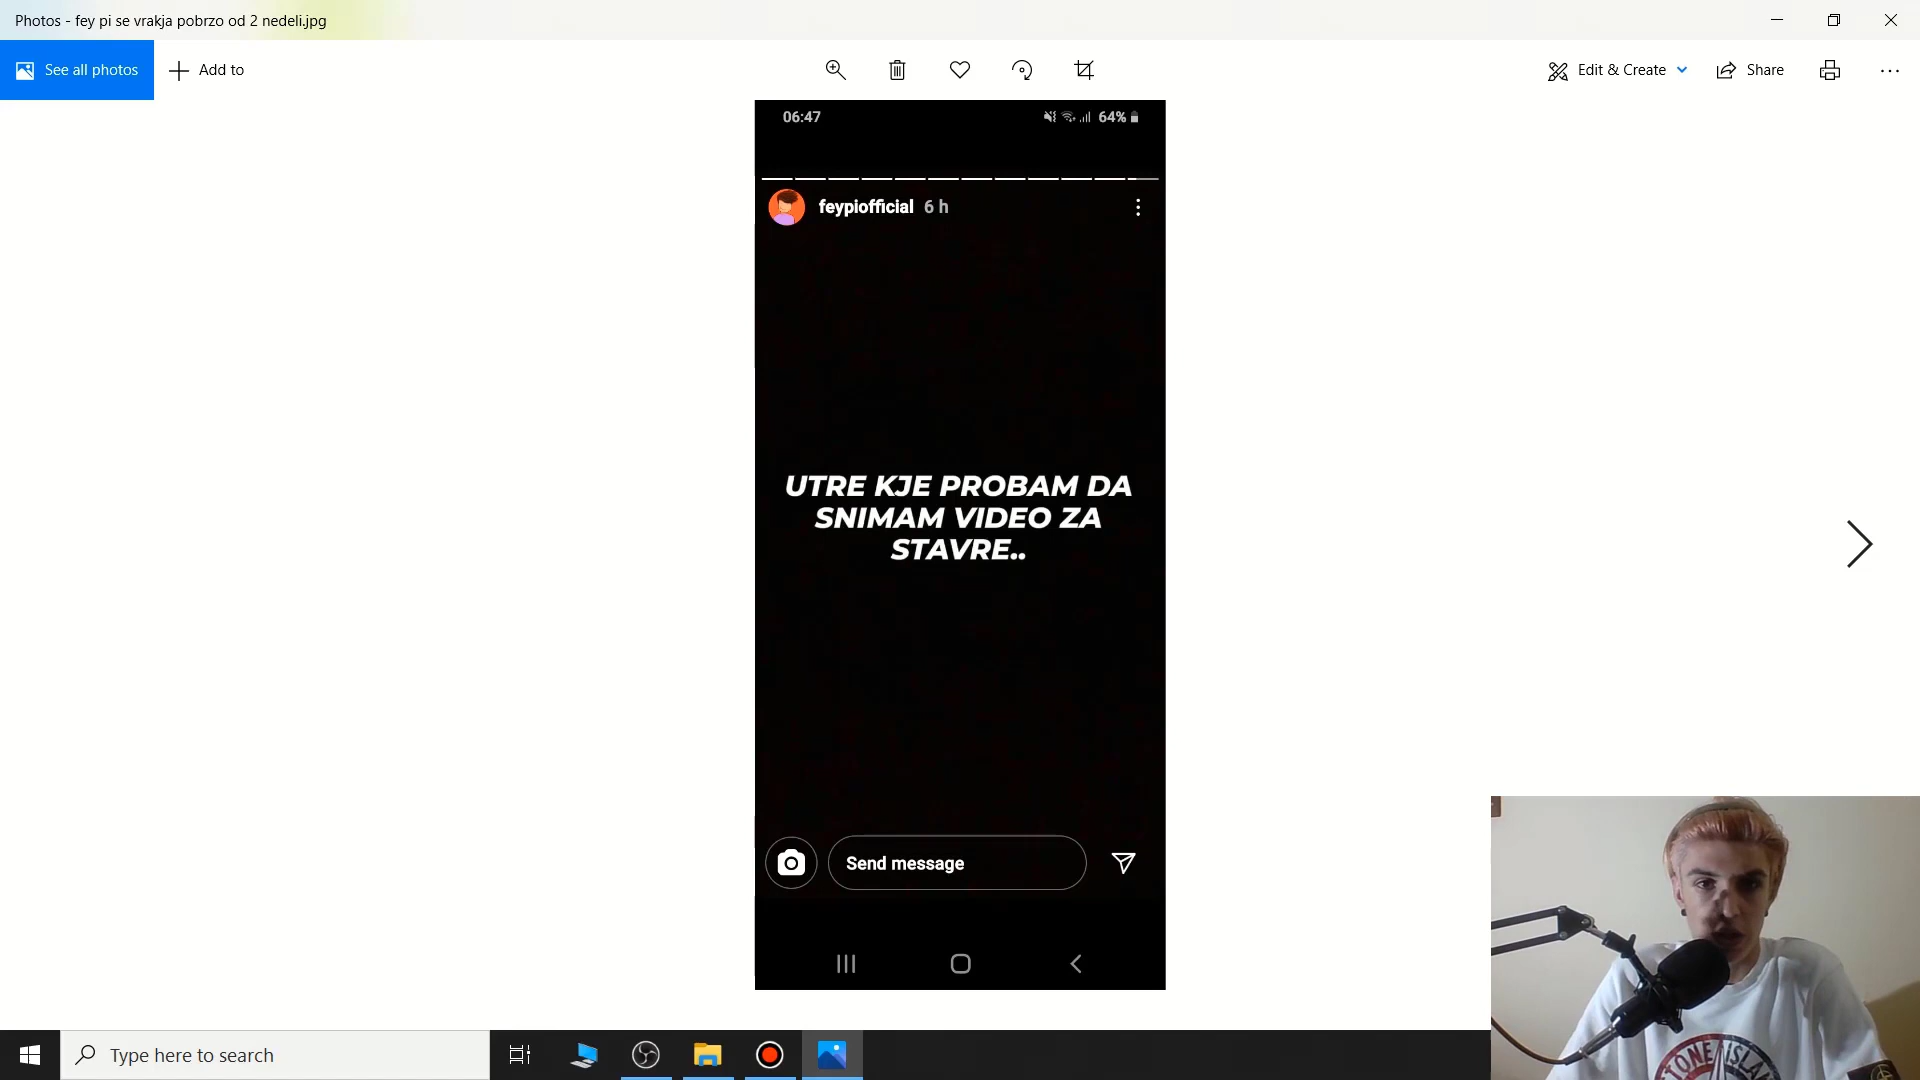 Photos - fey pi se vrakja pobrzo od 2 nedeli.jpg
See all photos
Add to
Edit & Create
Share
06:47
64%
feypiofficial 6 h
UTRE KJE PROBAM DA
SNIMAM VIDEO ZA
STAVRE..
Send message
Type here to search